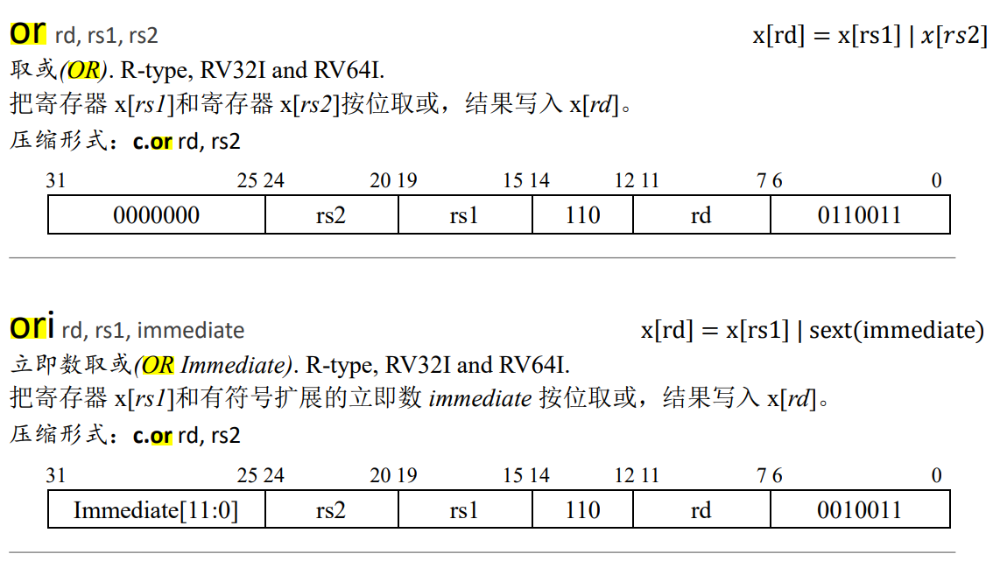 or rd, rs1, rs2 x[rd] = x[rs1] | x[rs2]
取或(OR). R-type, RV32I and RV64I.
把寄存器 x[rs1]和寄存器 x[rs2]按位取或，结果写入 x[rd]。
压缩形式：c.or rd, rs2
31 25 24 20 19 15 14 12 11 7 6 0
0000000 rs2 rs1 110 rd 0110011
ori rd, rs1, immediate x[rd] = x[rs1] | sext(immediate)
立即数取或(OR Immediate). R-type, RV32I and RV64I.
把寄存器 x[rs1]和有符号扩展的立即数 immediate 按位取或，结果写入 x[rd]。
压缩形式：c.or rd, rs2
31 25 24 20 19 15 14 12 11 7 6 0
Immediate[11:0] rs2 rs1 110 rd 0010011